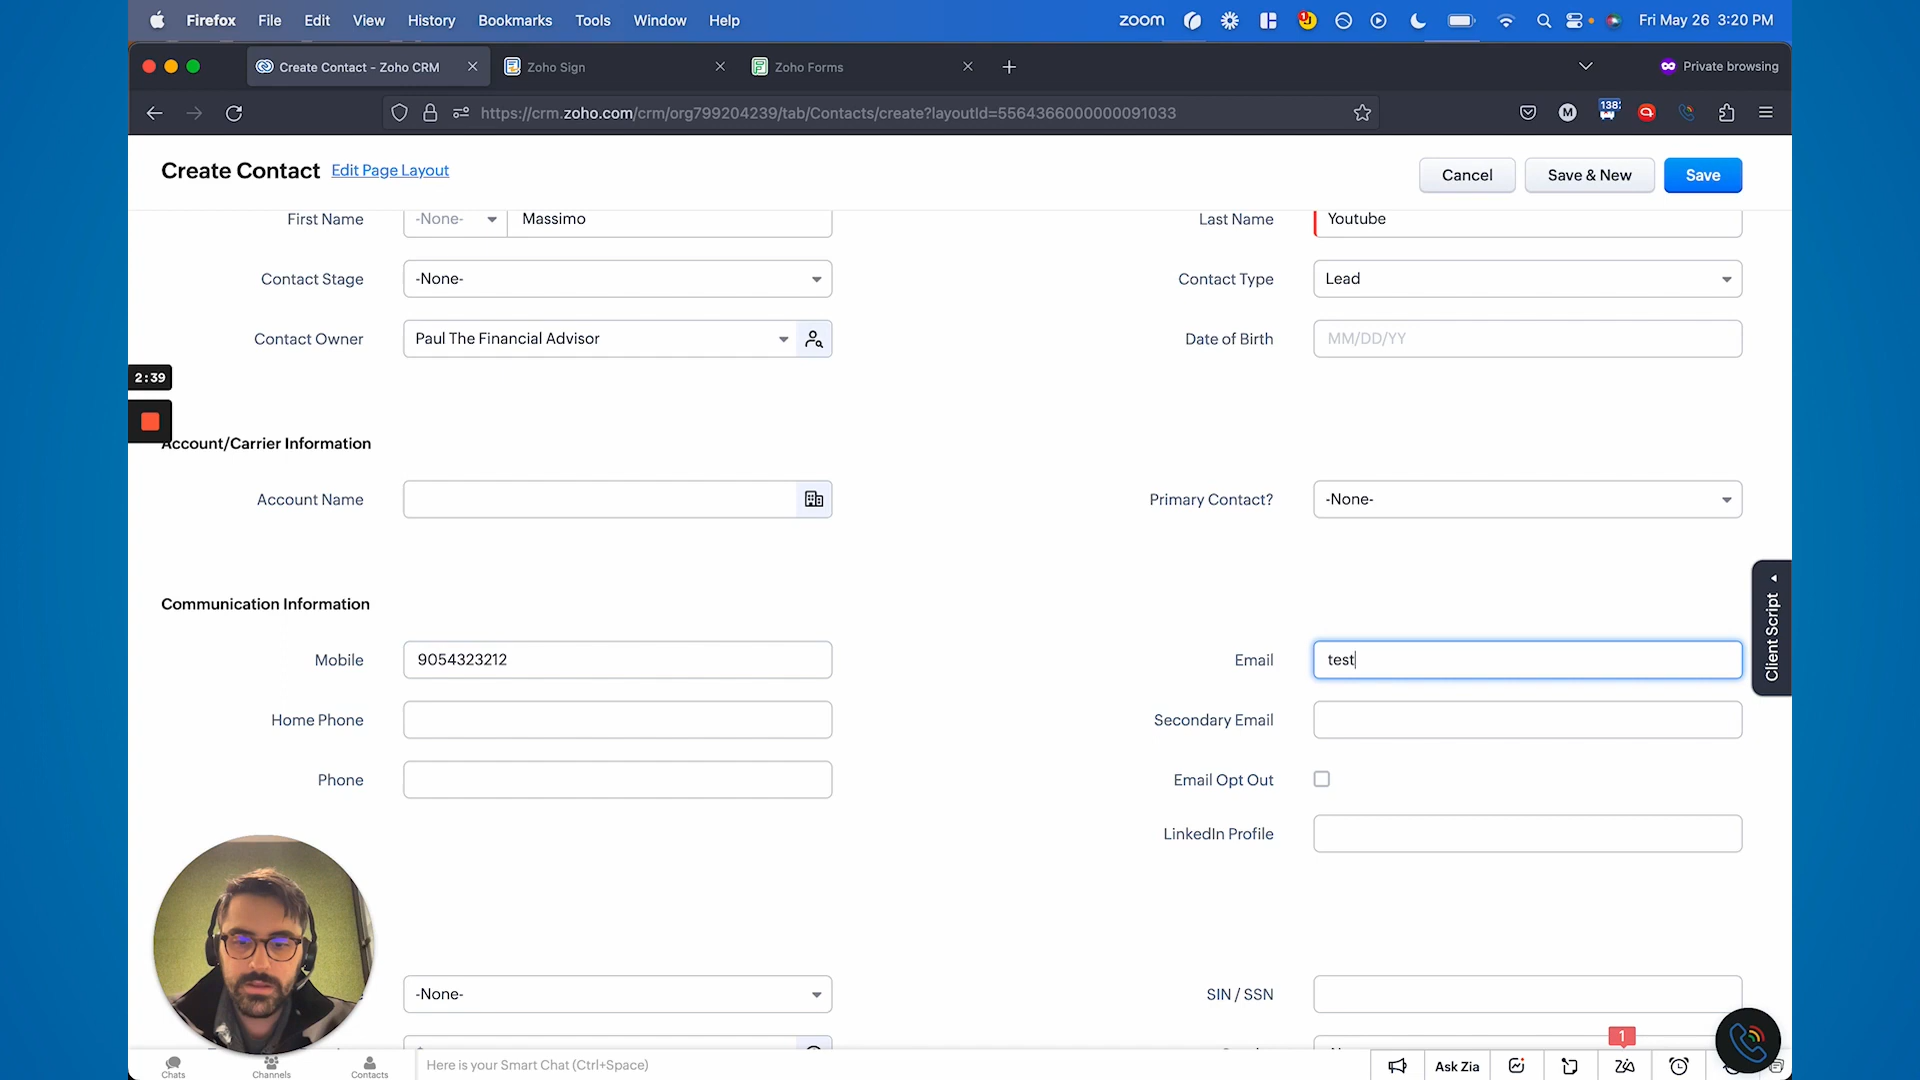 Firefox File Edit View History Bookmarks Tools Window Help zoom Fri May 26 3:20 PM
Create Contact - Zoho CRM Zoho Sign Zoho Forms Private browsing
https://crm.zoho.com/crm/org799204239/tab/Contacts/create?layoutId=5564366000000091033 M 138
Create Contact Edit Page Layout Cancel Save & New Save
First Name -None- Massimo Last Name Youtube
Contact Stage -None- Contact Type Lead
Contact Owner Paul The Financial Advisor Date of Birth MM/DD/YY
2:39
Account/Carrier Information
Account Name Primary Contact? -None-
Communication Information
Client Script
Mobile 9054323212 Email test
Home Phone Secondary Email
Phone Email Opt Out
LinkedIn Profile
-None- SIN / SSN
1
Chats Channels Contacts Here is your Smart Chat (Ctrl+Space) Ask Zia